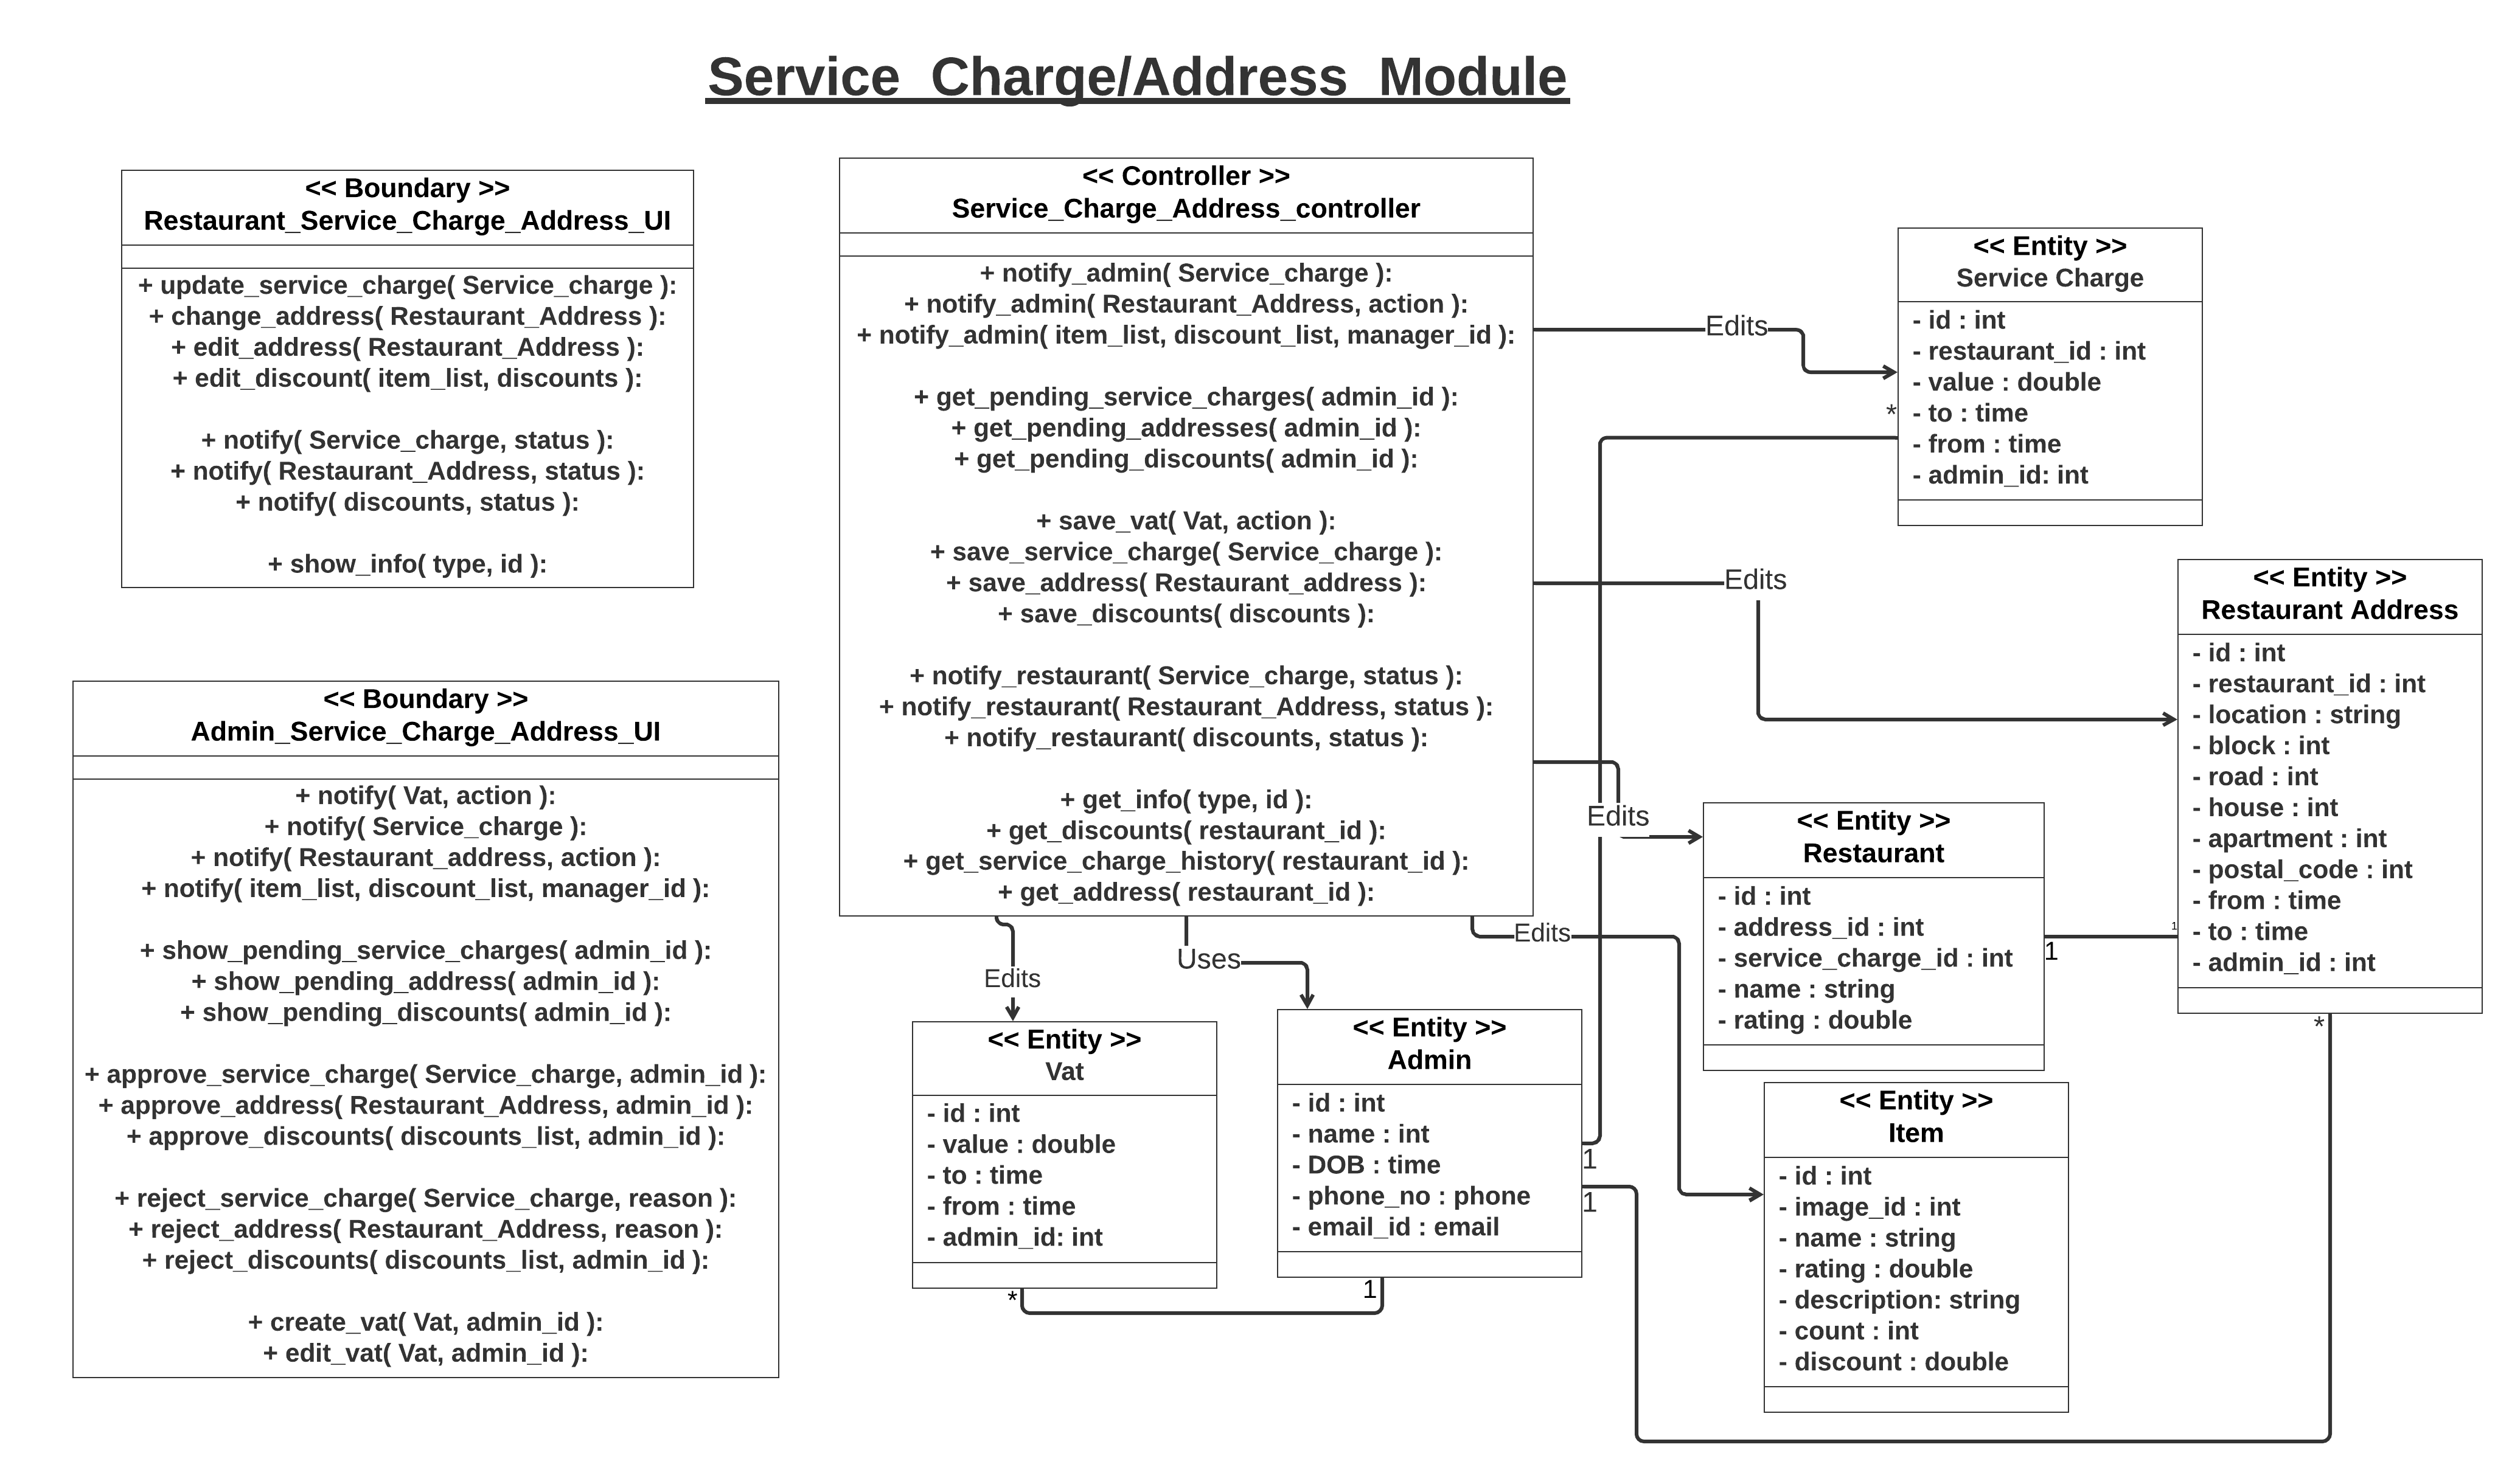 Service Charge/Address Module
<< Boundary >>
Restaurant_Service_Charge_Address_UI
+ update_service_charge( Service_charge ):
+ change_address( Restaurant_Address ):
+ edit_address( Restaurant_Address ):
+ edit_discount( item_list, discounts ):
+ notify( Service_charge, status ):
+ notify( Restaurant_Address, status ):
+ notify( discounts, status ):
+ show_info( type, id ):
<< Boundary >>
Admin_Service_Charge_Address_UI
+ notify( Vat, action ):
+ notify( Service_charge ):
+ notify( Restaurant_address, action ):
+ notify( item_list, discount_list, manager_id ):
+ show_pending_service_charges( admin_id ):
+ show_pending_address( admin_id ):
+ show_pending_discounts( admin_id ):
+ approve_service_charge( Service_charge, admin_id ):
+ approve_address( Restaurant_Address, admin_id ):
+ approve_discounts( discounts_list, admin_id ):
+ reject_service_charge( Service_charge, reason ):
+ reject_address( Restaurant_Address, reason ):
+ reject_discounts( discounts_list, admin_id ):
+ create_vat( Vat, admin_id ):
+ edit_vat( Vat, admin_id ):
<< Controller >>
Service_Charge_Address_controller
+ notify_admin( Service_charge ):
+ notify_admin( Restaurant_Address, action ):
+ notify_admin( item_list, discount_list, manager_id ):
+ get_pending_service_charges( admin_id ):
+ get_pending_addresses( admin_id ):
+ get_pending_discounts( admin_id ):
+ save_vat( Vat, action ):
+ save_service_charge( Service_charge ):
+ save_address( Restaurant_address ):
+ save_discounts( discounts ):
+ notify_restaurant( Service_charge, status ):
+ notify_restaurant( Restaurant_Address, status ):
+ notify_restaurant( discounts, status ):
+ get_info( type, id ):
+ get_discounts( restaurant_id ):
+ get_service_charge_history( restaurant_id ):
+ get_address( restaurant_id ):
Edits
Edits
Edits
Edits
Uses
Edits
<< Entity >>
Service Charge
- id : int
- restaurant_id : int
- value : double
- to : time
- from : time
- admin_id: int
*
<< Entity >>
Restaurant Address
- id : int
- restaurant_id : int
- location : string
- block : int
- road : int
- house : int
- apartment : int
- postal_code : int
- from : time
- to : time
- admin_id : int
1
*
<< Entity >>
Restaurant
- id : int
- address_id : int
- service_charge_id : int
- name : string
- rating : double
1
<< Entity >>
Vat
- id : int
- value : double
- to : time
- from : time
- admin_id: int
*
<< Entity >>
Admin
- id : int
- name : int
- DOB : time
- phone_no : phone
- email_id : email
1
1
1
<< Entity >>
Item
- id : int
- image_id : int
- name : string
- rating : double
- description: string
- count : int
- discount : double